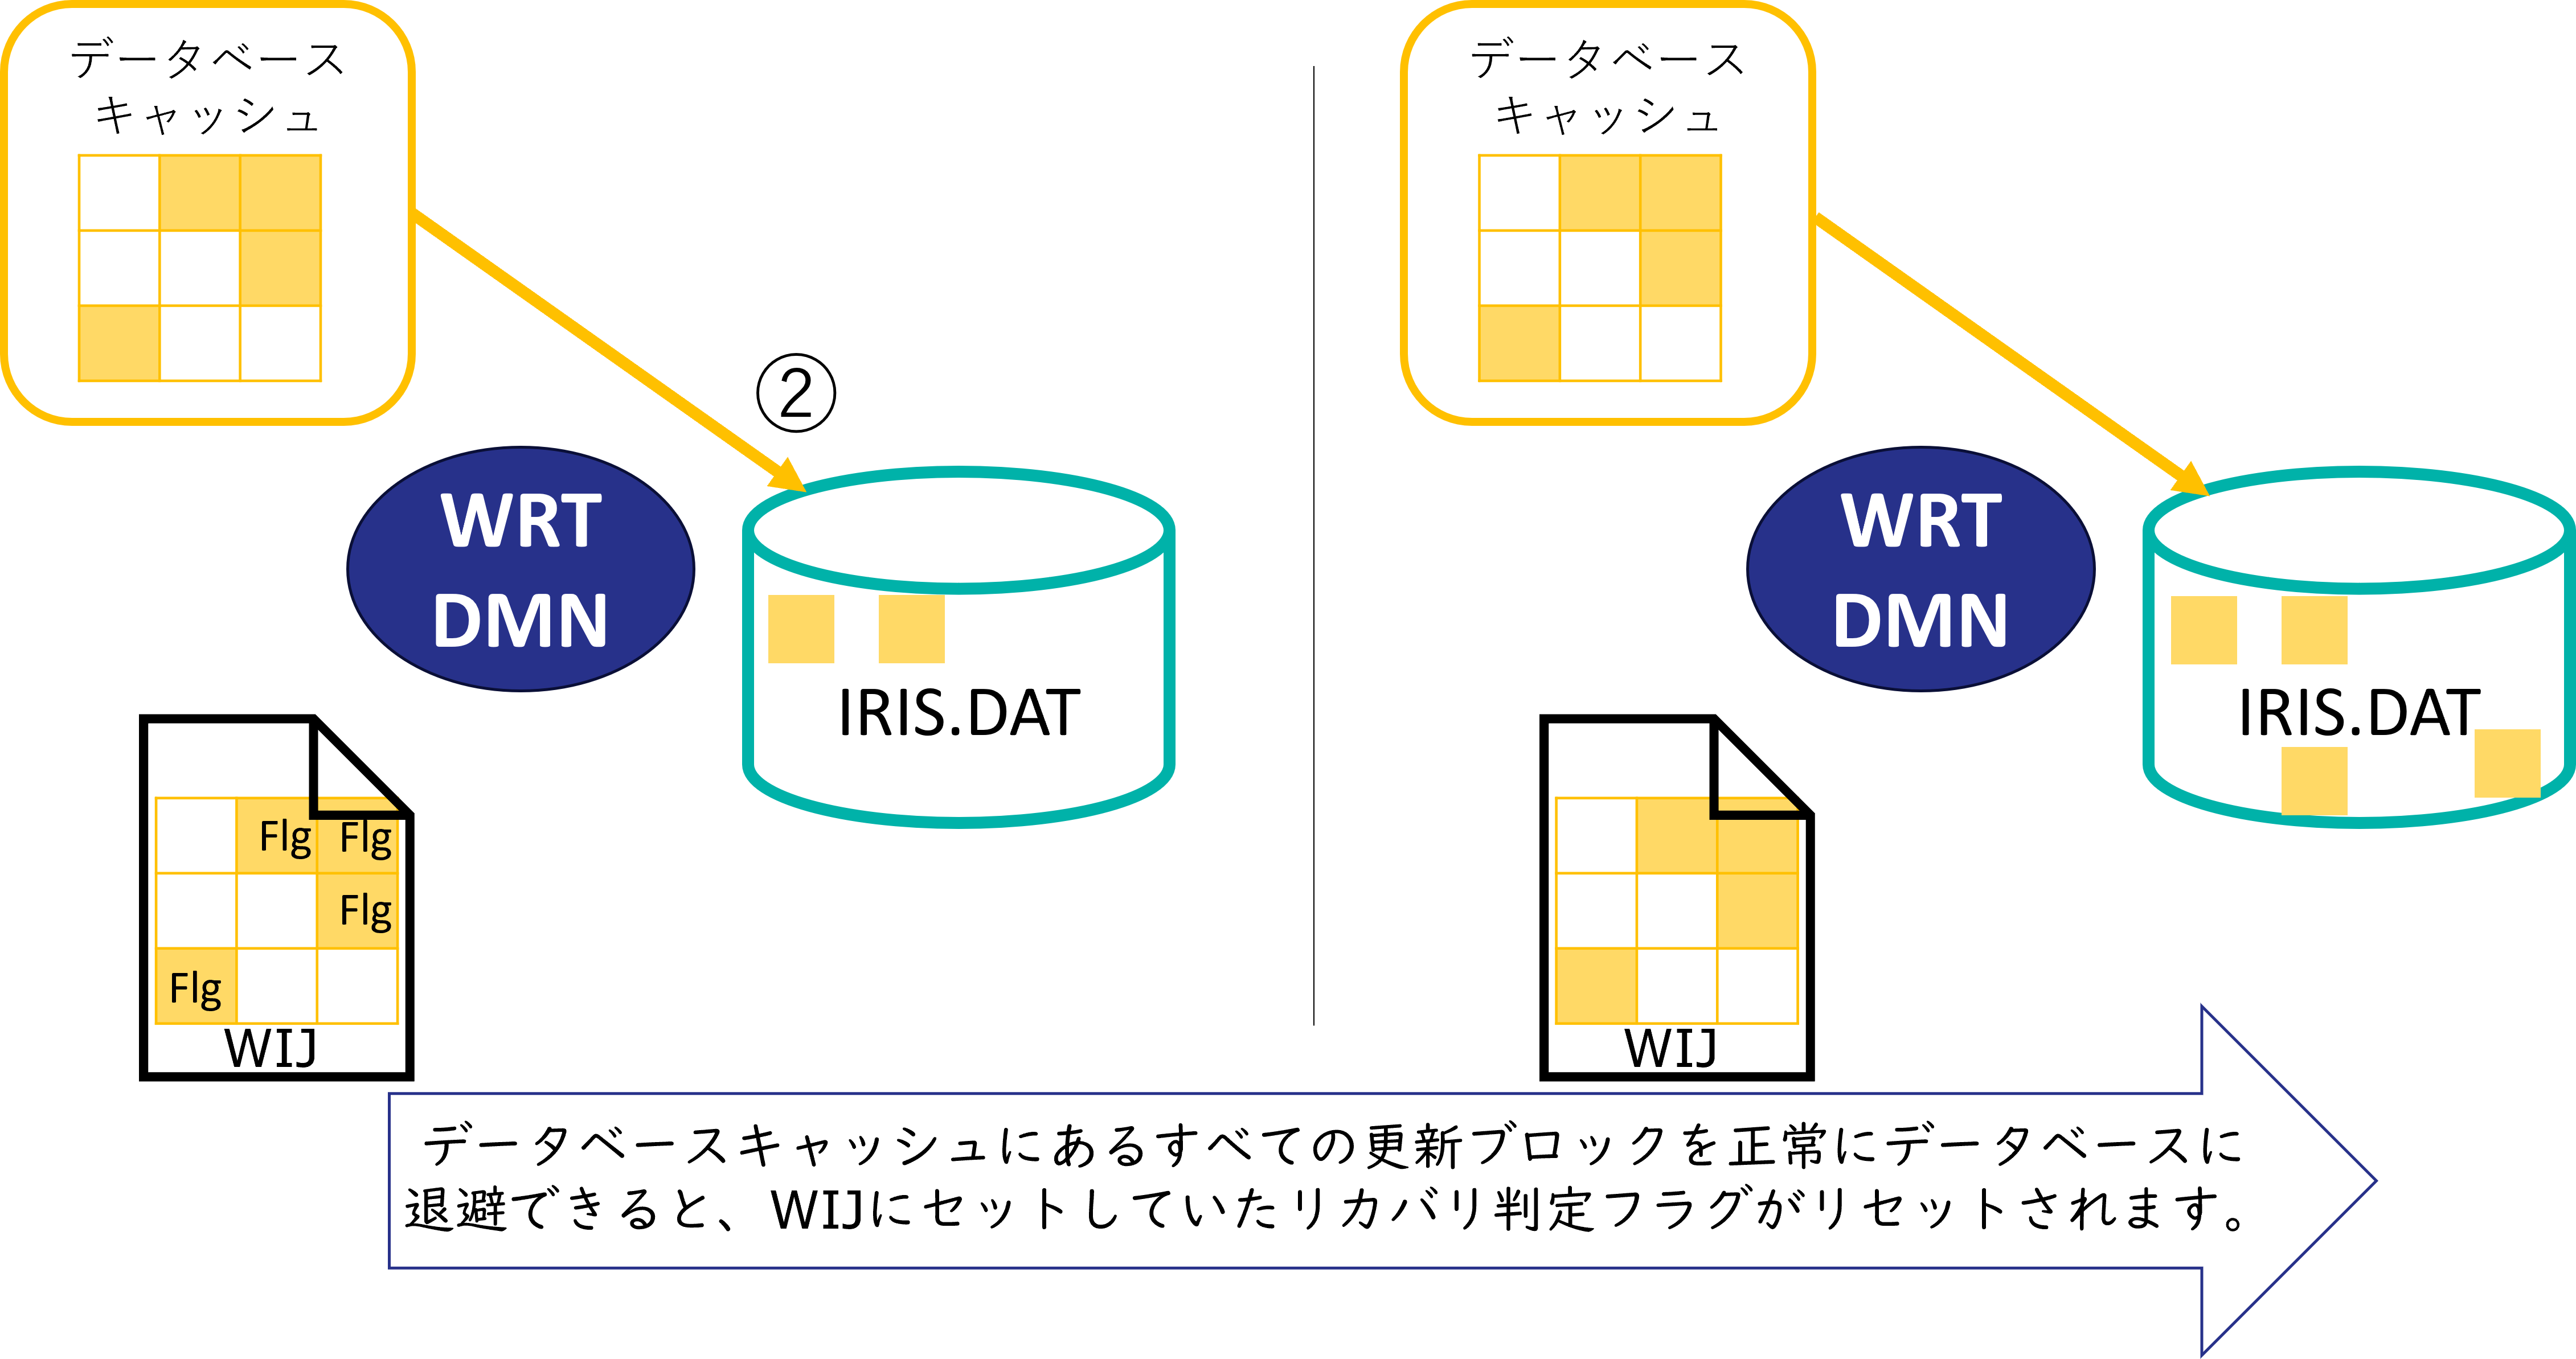 データベース
キャッシュ
②
WRT
DMN
IRIS.DAT
Flg Flg
Flg
Flg
WIJ
データベース
キャッシュ
WRT
DMN
IRIS.DAT
WIJ
データベースキャッシュにあるすべての更新ブロックを正常にデータベースに
退避できると、WIJにセットしていたリカバリ判定フラグがリセットされます。